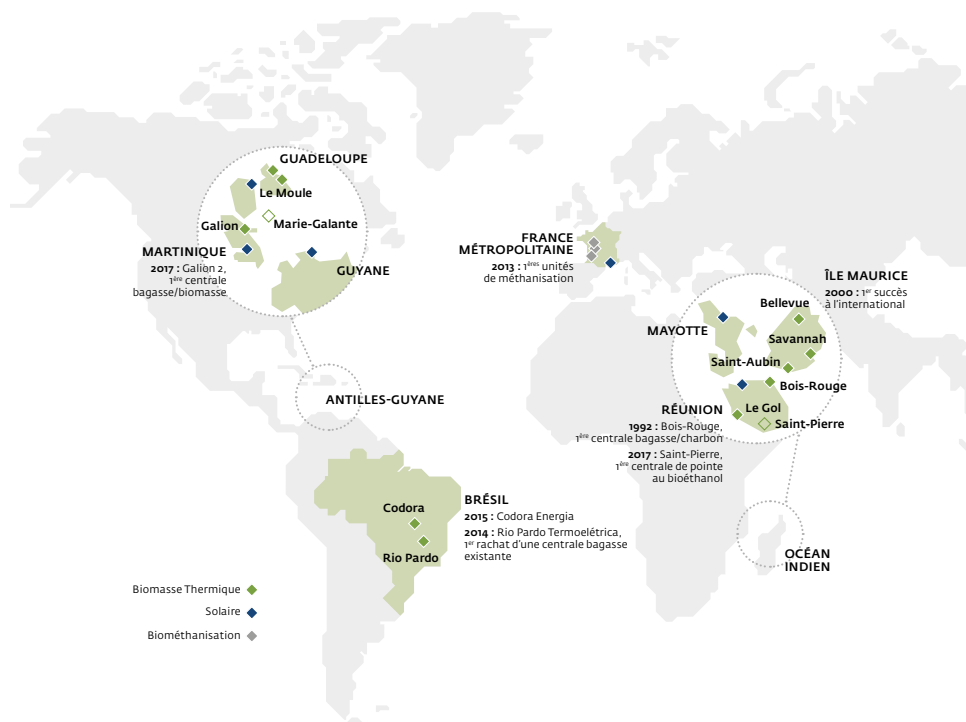 GUADELOUPE
Le Moule
Marie-Galante
Galion
MARTINIQUE
2017 : Galion 2,
1ère centrale
bagasse/biomasse
GUYANE
ANTILLES-GUYANE
FRANCE
MÉTROPOLITAINE
2013 : 1ères unités
de méthanisation
ÎLE MAURICE
2000 : 1er succès
à l'international
Bellevue
MAYOTTE
Savannah
Saint-Aubin
Bois-Rouge
RÉUNION
Le Gol
1992 : Bois-Rouge,
1ère centrale bagasse/charbon
Saint-Pierre
2017 : Saint-Pierre,
1ère centrale de pointe
au bioéthanol
BRÉSIL
2015 : Codora Energia
2014 : Rio Pardo Termoelétrica,
1er rachat d'une centrale bagasse
existante
Codora
Rio Pardo
OCÉAN
INDIEN
Biomasse Thermique
Solaire
Biométhanisation